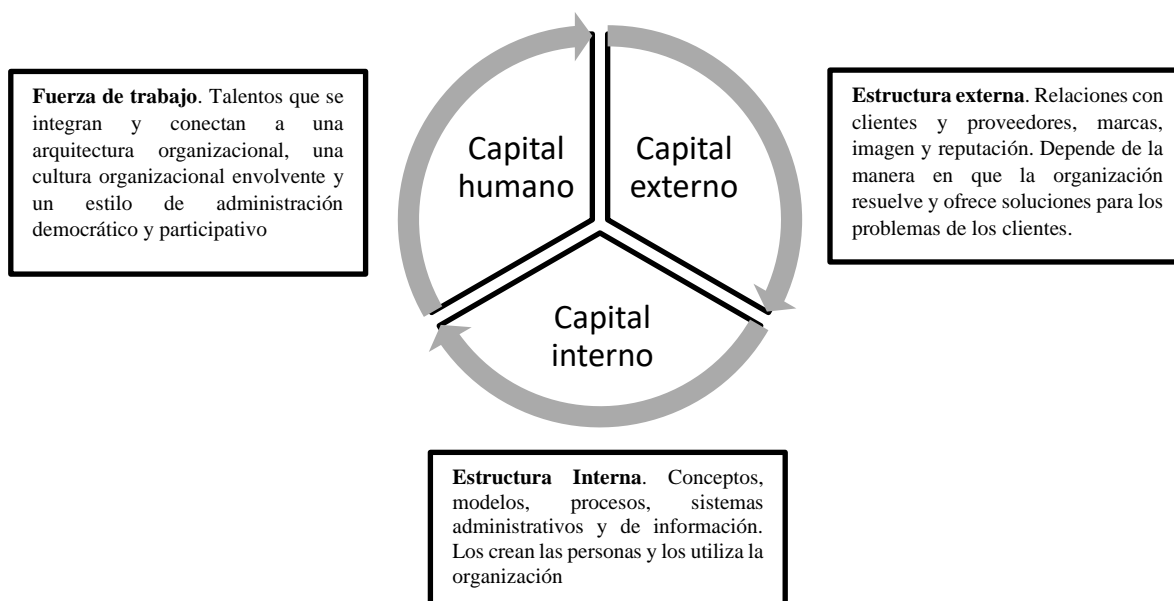 Fuerza de trabajo. Talentos que se
integran y conectan a una
arquitectura organizacional, una
cultura organizacional envolvente y
un estilo de administración
democrático y participativo
Capital
humano
Capital
externo
Estructura externa. Relaciones con
clientes y proveedores, marcas,
imagen y reputación. Depende de la
manera en que la organización
resuelve y ofrece soluciones para los
problemas de los clientes.
Capital
interno
Estructura Interna. Conceptos,
modelos, procesos, sistemas
administrativos y de información.
Los crean las personas y los utiliza la
organización